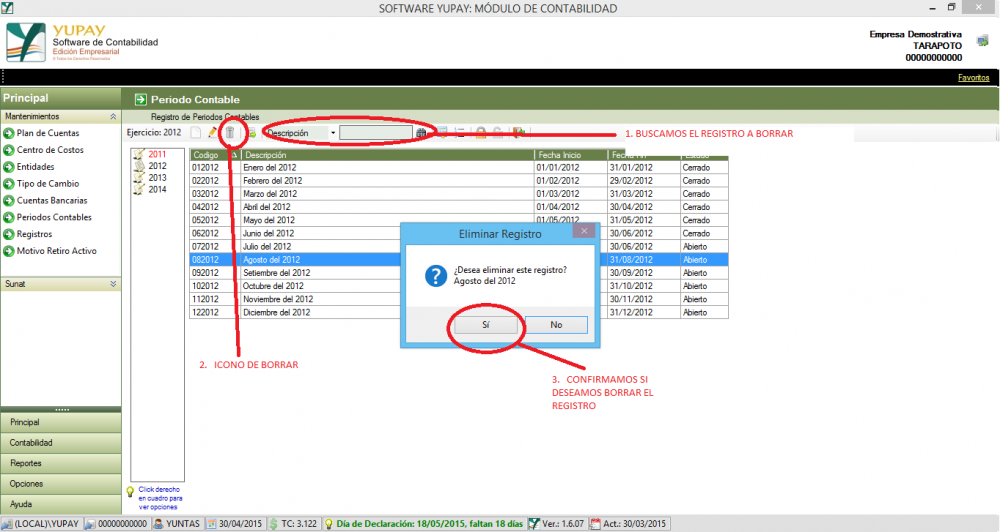 SOFTWARE YUPAY: MÓDULO DE CONTABILIDAD
YUPAY
Software de Contabilidad
Edición Empresarial
© Todos los Derechos Reservados
Empresa Demostrativa
TARAPOTO
00000000000
Favoritos
Principal
Periodo Contable
Mantenimientos
Registro de Periodos Contables
Plan de Cuentas
Centro de Costos
Entidades
Tipo de Cambio
Cuentas Bancarias
Periodos Contables
Registros
Motivo Retiro Activo
Sunat
Ejercicio: 2012
Descripción
1. BUSCAMOS EL REGISTRO A BORRAR
2011
2012
2013
2014
Codigo Descripción Fecha Inicio Fecha Fin Estado
012012 Enero del 2012 01/01/2012 31/01/2012 Cerrado
022012 Febrero del 2012 01/02/2012 29/02/2012 Cerrado
032012 Marzo del 2012 01/03/2012 31/03/2012 Cerrado
042012 Abril del 2012 01/04/2012 30/04/2012 Cerrado
052012 Mayo del 2012 01/05/2012 31/05/2012 Cerrado
062012 Junio del 2012 30/06/2012 Cerrado
072012 Julio del 2012 30/06/2012 Abierto
082012 Agosto del 2012 31/08/2012 Abierto
092012 Setiembre del 2012 30/09/2012 Abierto
102012 Octubre del 2012 31/10/2012 Abierto
112012 Noviembre del 2012 30/11/2012 Abierto
122012 Diciembre del 2012 31/12/2012 Abierto
Eliminar Registro
¿Desea eliminar este registro?
Agosto del 2012
Sí
No
2. ICONO DE BORRAR
3. CONFIRMAMOS SI
DESEAMOS BORRAR EL
REGISTRO
Principal
Contabilidad
Reportes
Opciones
Ayuda
Click derecho
en cuadro para
ver opciones
(LOCAL)\YUPAY 00000000000 YUNTAS 30/04/2015 TC: 3.122 Día de Declaración: 18/05/2015, faltan 18 días Ver.: 1.6.07 Act.: 30/03/2015